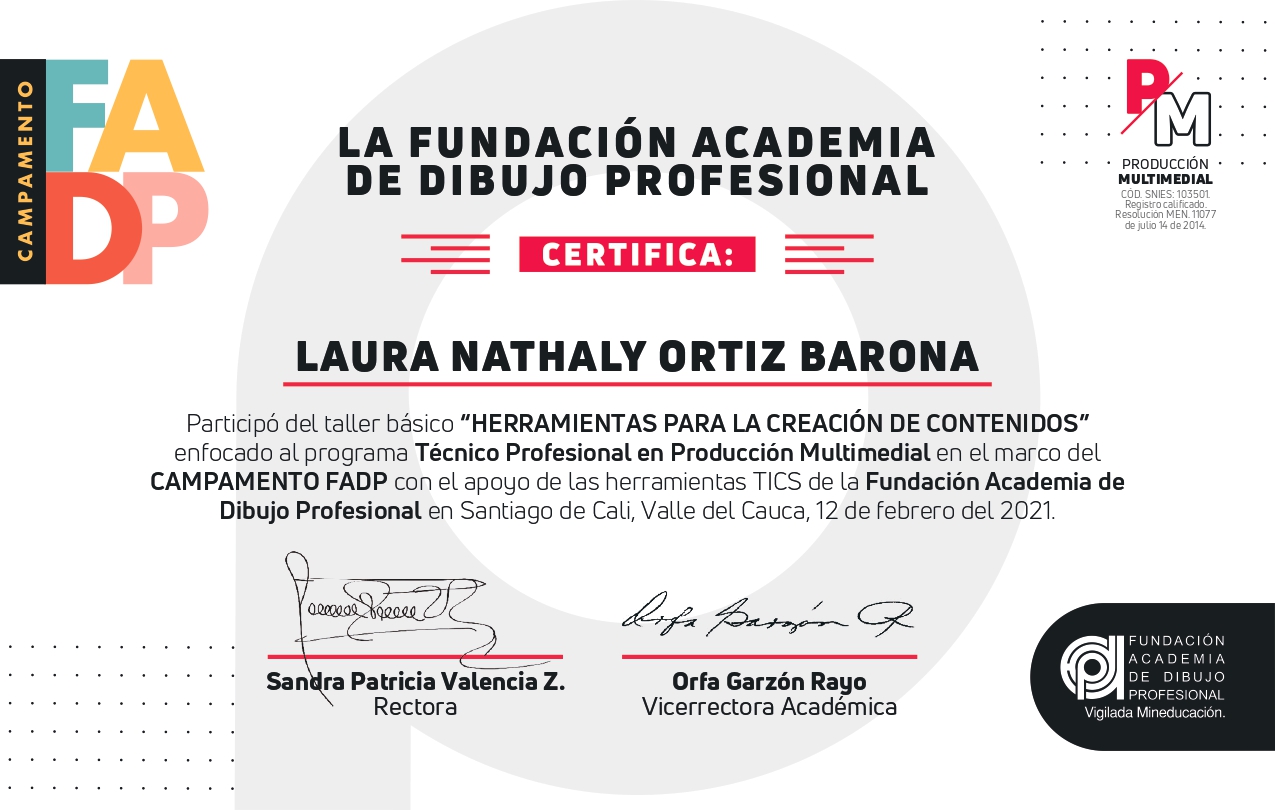 CAMPAMENTO
FA
DP
PM
PRODUCCIÓN
MULTIMEDIAL
CÓD. SNIES: 103501.
Registro calificado.
Resolución MEN. 11077
de julio 14 de 2014.
LA FUNDACIÓN ACADEMIA
DE DIBUJO PROFESIONAL
CERTIFICA:
LAURA NATHALY ORTIZ BARONA
Participó del taller básico “HERRAMIENTAS PARA LA CREACIÓN DE CONTENIDOS”
enfocado al programa Técnico Profesional en Producción Multimedial en el marco del
CAMPAMENTO FADP con el apoyo de las herramientas TICS de la Fundación Academia de
Dibujo Profesional en Santiago de Cali, Valle del Cauca, 12 de febrero del 2021.
Orfa Garzón R
Sandra Patricia Valencia Z.
Rectora
Orfa Garzón Rayo
Vicerrectora Académica
FUNDACIÓN
ACADEMIA
DE DIBUJO
PROFESIONAL
Vigilada Mineducación.